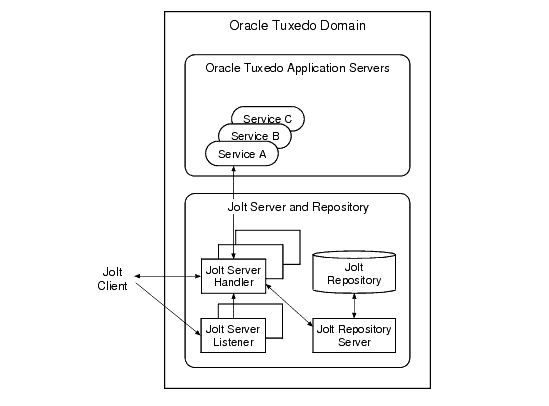 Oracle Tuxedo Domain
Oracle Tuxedo Application Servers
Service C
Service B
Service A
Jolt Server and Repository
Jolt
Client
Jolt Server
Handler
Jolt
Repository
Jolt Server
Listener
Jolt Repository
Server